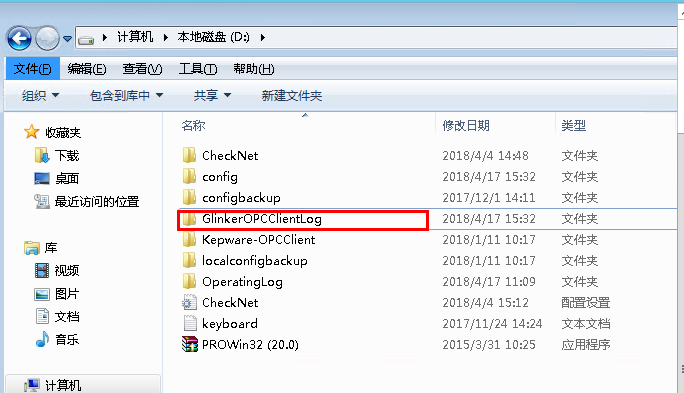 计算机 本地磁盘 (D:)
文件(F) 编辑(E) 查看(V) 工具(T) 帮助(H)
组织 包含到库中 共享 新建文件夹
收藏夹
下载
桌面
最近访问的位置
库
视频
图片
文档
音乐
计算机
名称 修改日期 类型
CheckNet 2018/4/4 14:48 文件夹
config 2018/4/17 15:32 文件夹
configbackup 2017/12/1 14:11 文件夹
GlinkerOPCClientLog 2018/4/17 15:32 文件夹
Kepware-OPCClient 2018/1/11 10:17 文件夹
localconfigbackup 2018/1/11 10:17 文件夹
OperatingLog 2018/4/17 11:09 文件夹
CheckNet 2018/4/4 15:12 配置设置
keyboard 2017/11/24 14:24 文本文档
PROWin32 (20.0) 2015/3/31 10:25 应用程序